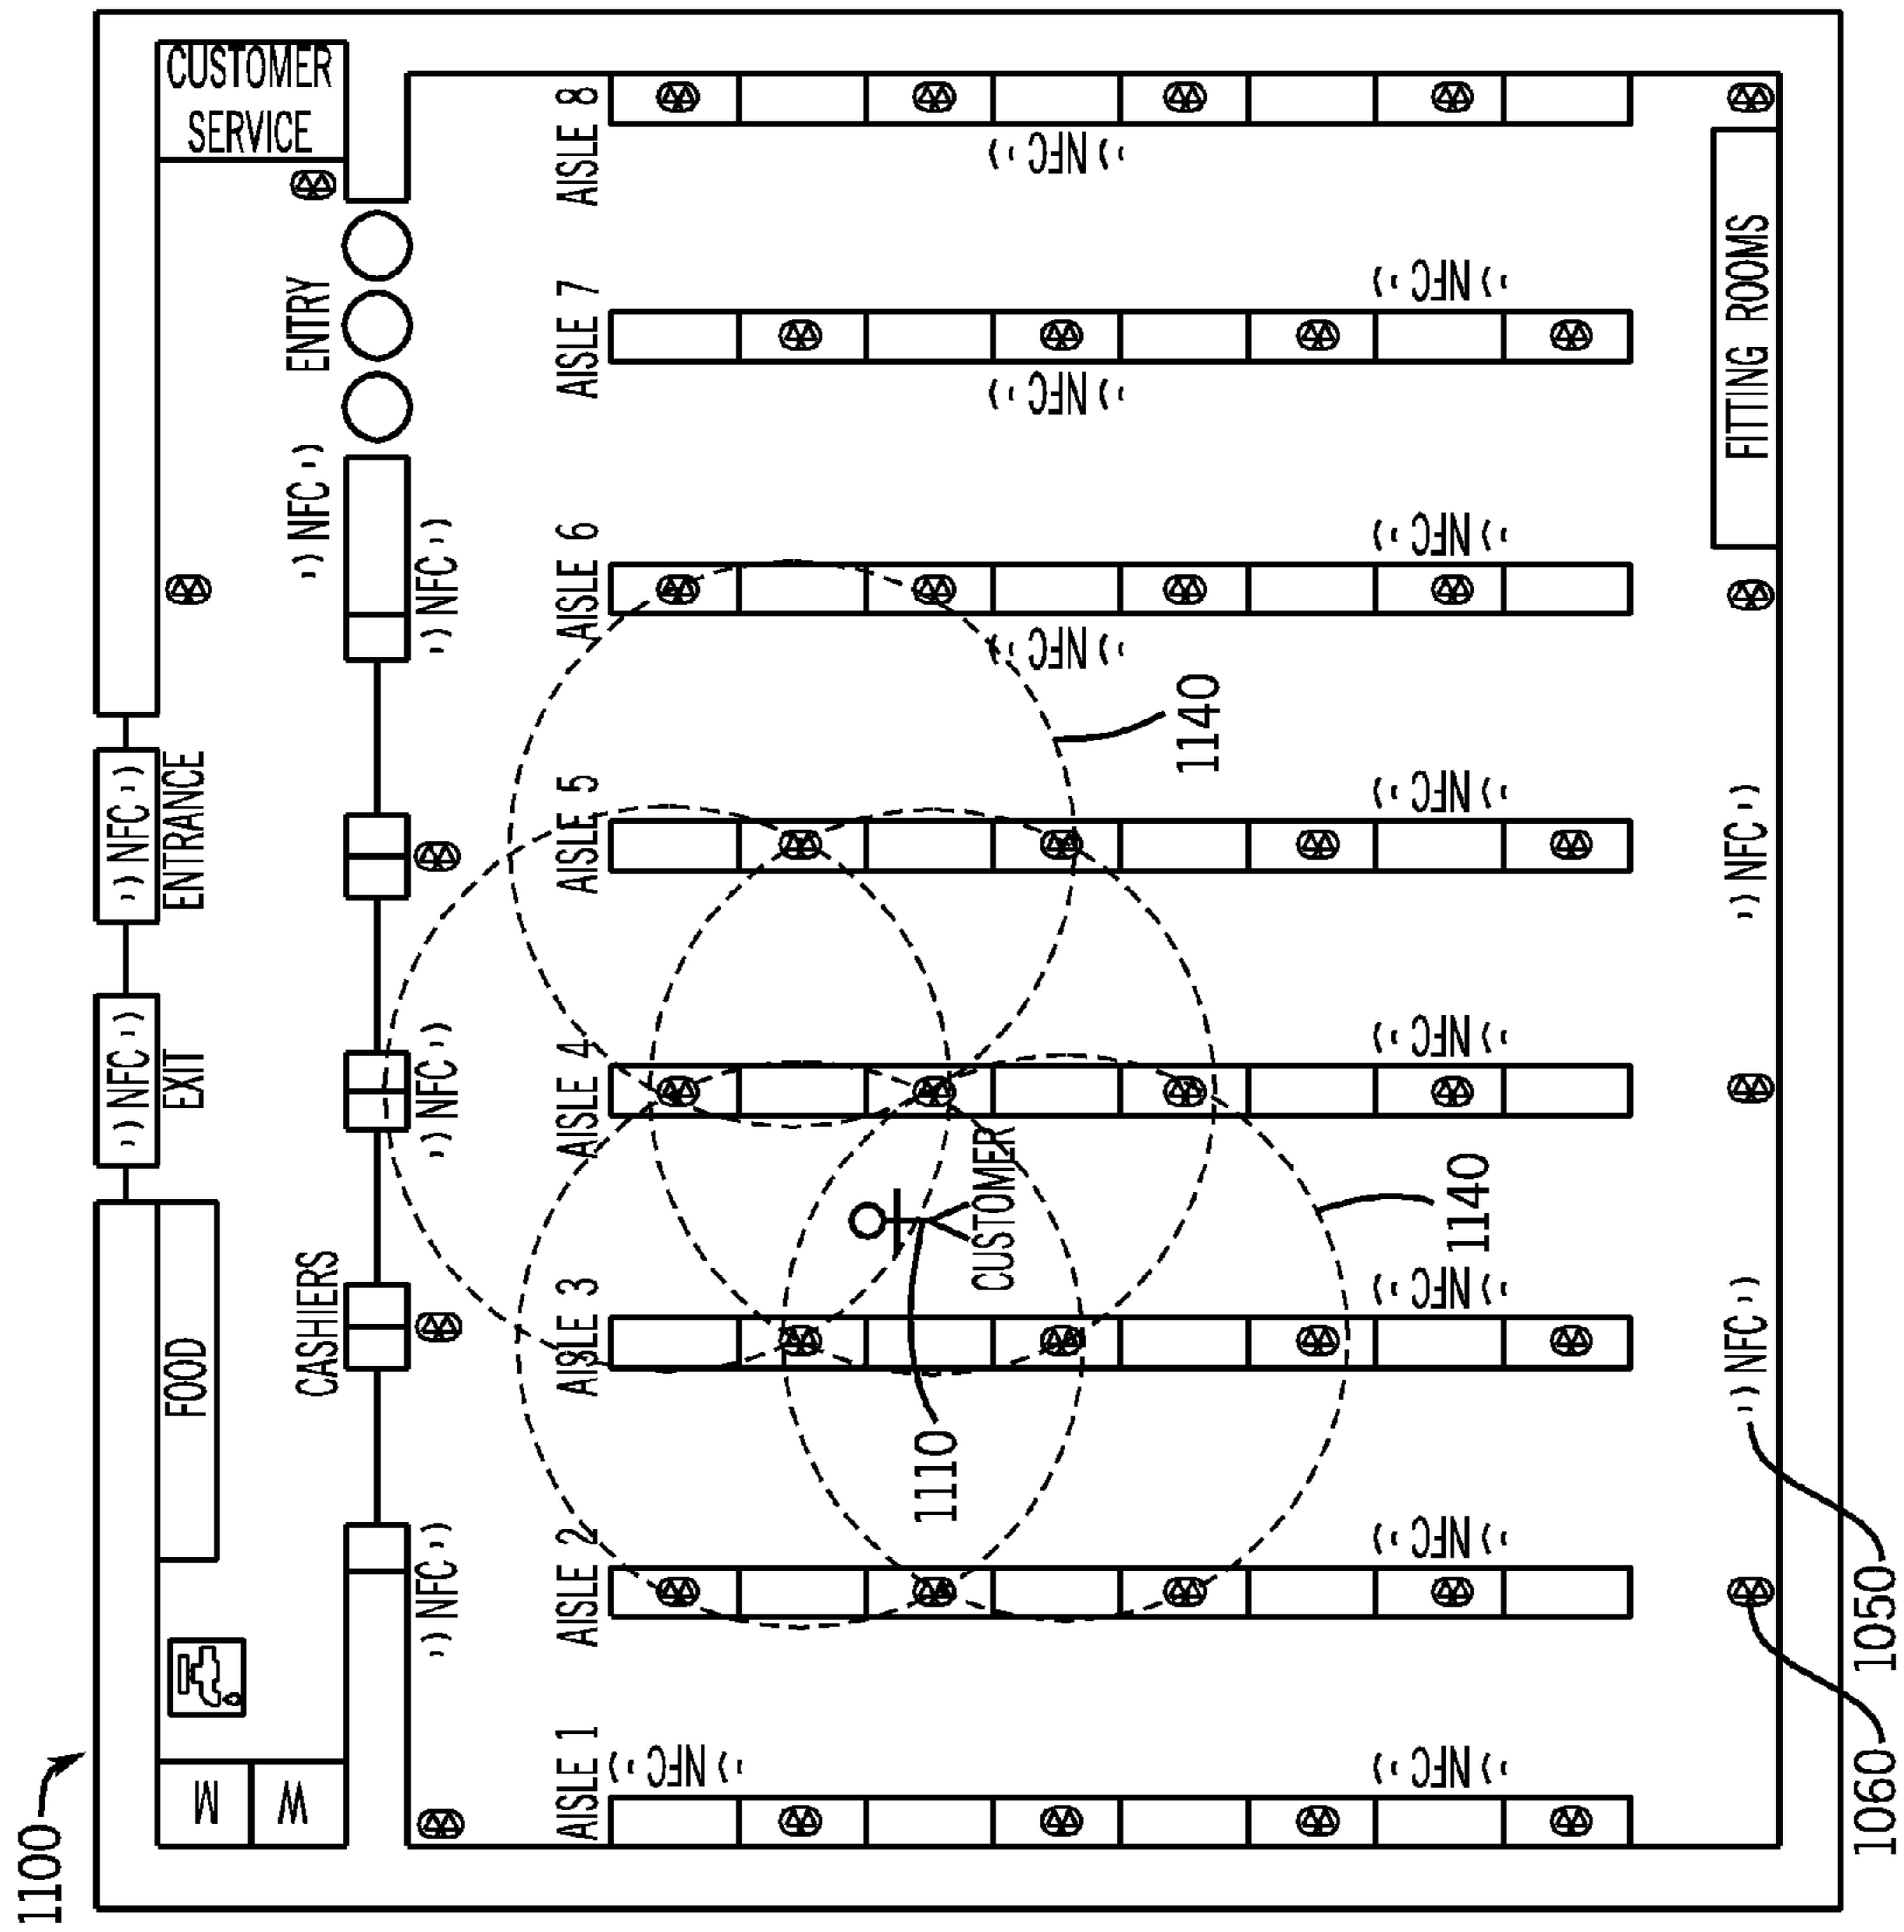 1100
NFC
NFC
M
FOOD
EXIT
ENTRANCE
CUSTOMER
SERVICE
W
CASHIERS
NFC
ENTRY
NFC
NFC
NFC
AISLE 1
AISLE 2
AISLE 3
AISLE 4
AISLE 5
AISLE 6
AISLE 7
AISLE 8
NFC
1110
CUSTOMER
NFC
NFC
NFC
1140
NFC
NFC
NFC
NFC
NFC
NFC
NFC
1140
NFC
NFC
FITTING ROOMS
1060
1050